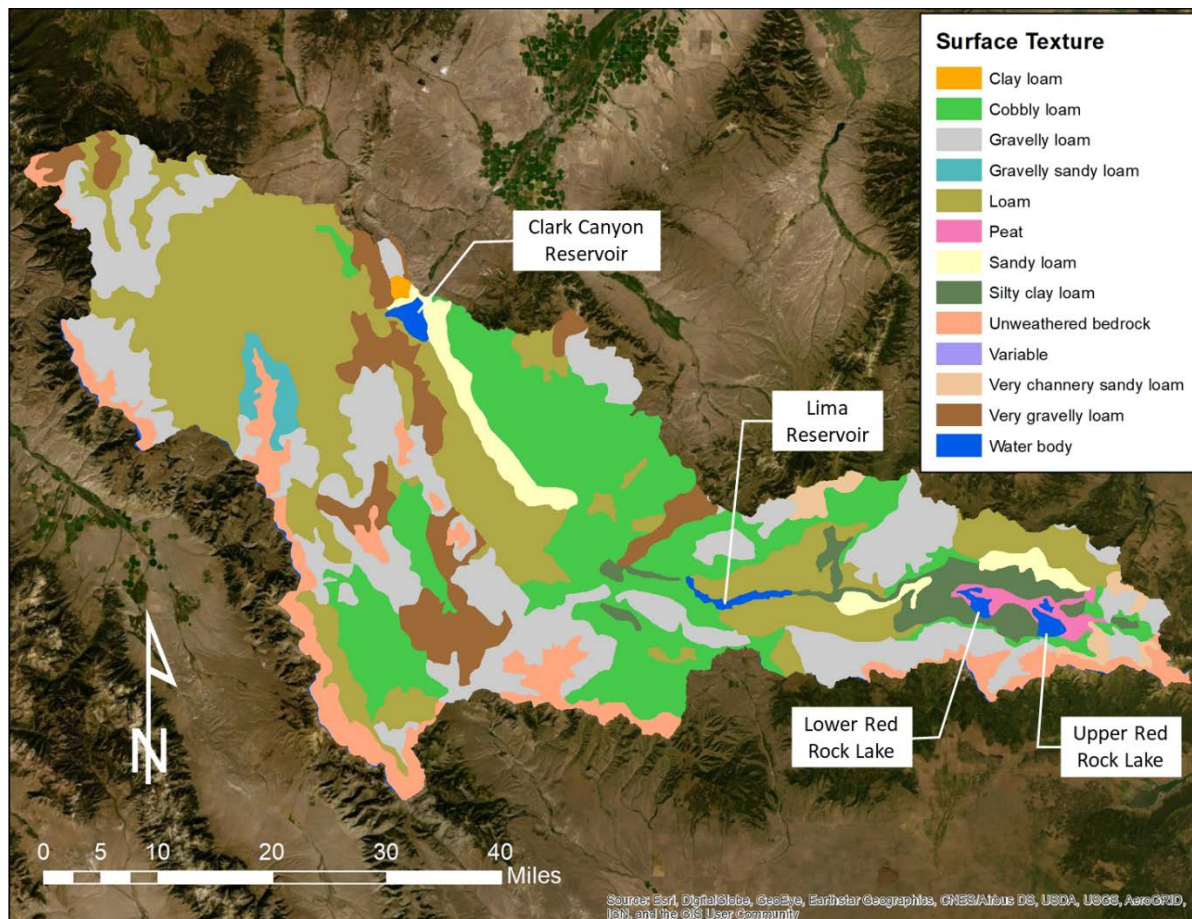 Surface Texture
Clay loam
Cobbly loam
Gravelly loam
Gravelly sandy loam
Loam
Peat
Sandy loam
Silty clay loam
Unweathered bedrock
Variable
Very channery sandy loam
Very gravelly loam
Water body
Clark Canyon
Reservoir
Lima
Reservoir
Lower Red
Rock Lake
Upper Red
Rock Lake
N
0 5 10 20 30 40
Miles
Source: Esri, DigitalGlobe, GeoEye, Earthstar Geographics, CNES/Airbus DS, USDA, USGS, AeroGRID,
IGN, and the GIS User Community